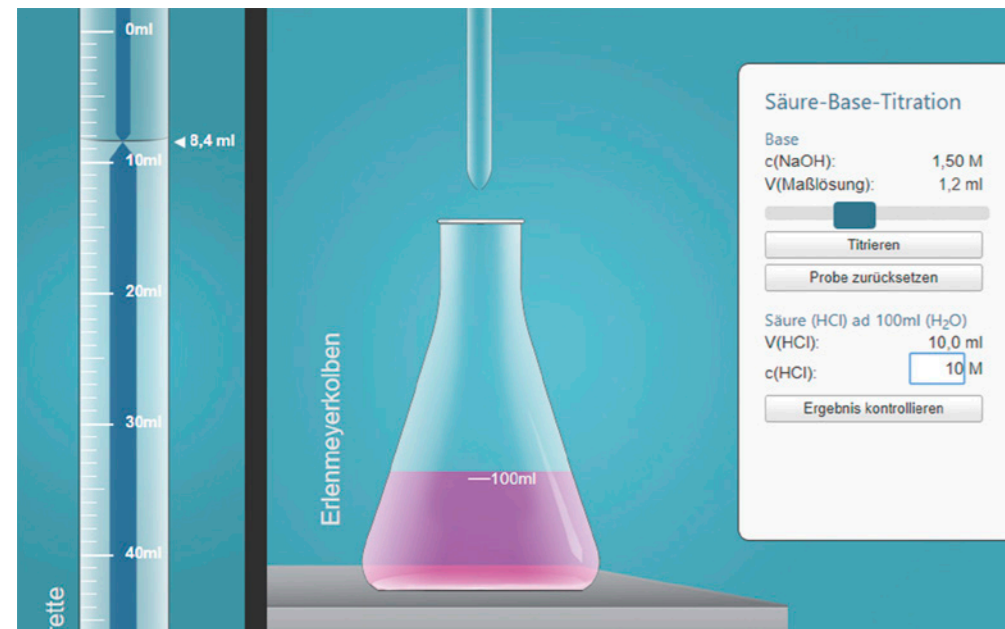 0ml
◄ 8,4 ml
10ml
20ml
30ml
40ml
Erlenmeyerkolben
100ml
Säure-Base-Titration
Base
c(NaOH): 1,50 M
V(Maßlösung): 1,2 ml
Titrieren
Probe zurücksetzen
Säure (HCl) ad 100ml (H₂O)
V(HCl): 10,0 ml
c(HCl): 10 M
Ergebnis kontrollieren